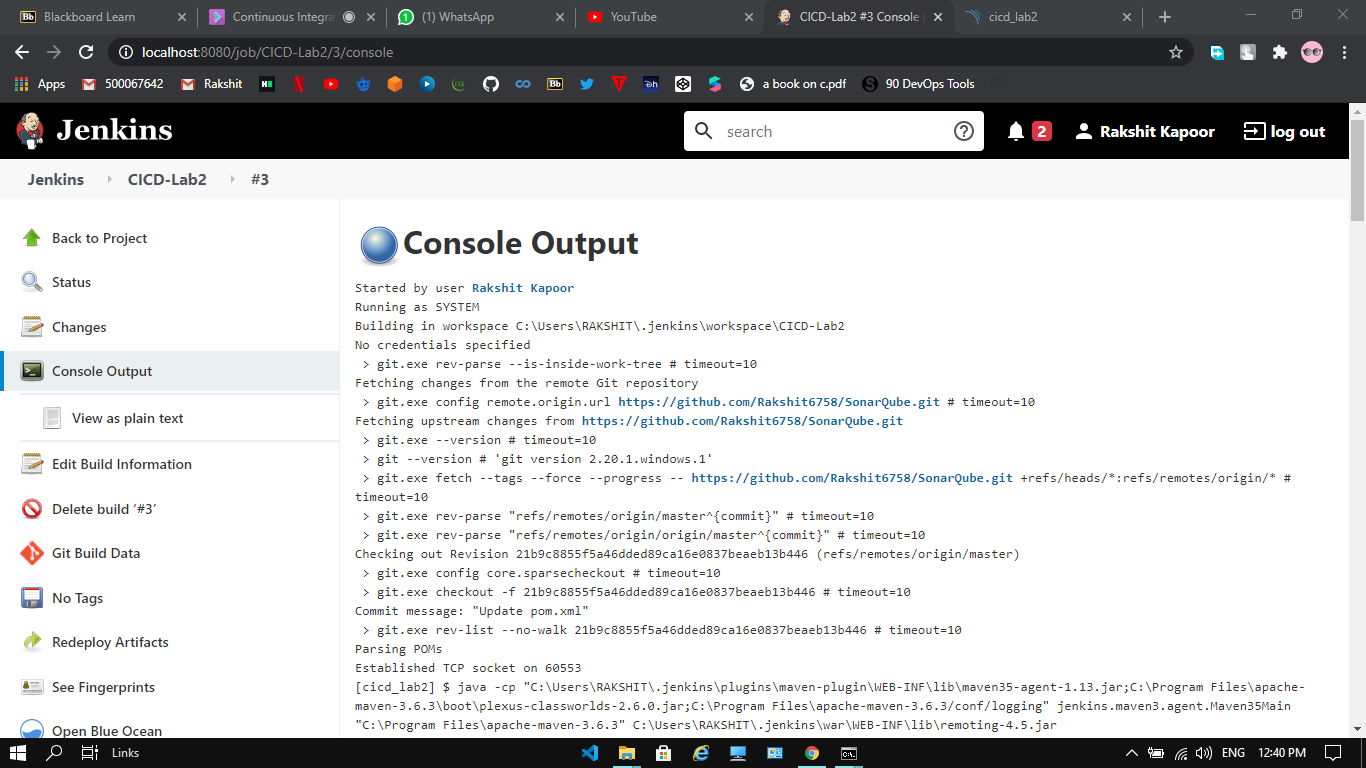 Blackboard Learn
Continuous Integra
(1) WhatsApp
YouTube
CICD-Lab2 #3 Console
cicd_lab2
localhost:8080/job/CICD-Lab2/3/console
Apps
500067642
Rakshit
Bb
a book on c.pdf
90 DevOps Tools
Jenkins
search
2
Rakshit Kapoor
log out
Jenkins
CICD-Lab2
#3
Back to Project
Status
Changes
Console Output
View as plain text
Edit Build Information
Delete build ‘#3’
Git Build Data
No Tags
Redeploy Artifacts
See Fingerprints
Open Blue Ocean
Console Output
Started by user Rakshit Kapoor
Running as SYSTEM
Building in workspace C:\Users\RAKSHIT\.jenkins\workspace\CICD-Lab2
No credentials specified
> git.exe rev-parse --is-inside-work-tree # timeout=10
Fetching changes from the remote Git repository
> git.exe config remote.origin.url https://github.com/Rakshit6758/SonarQube.git # timeout=10
Fetching upstream changes from https://github.com/Rakshit6758/SonarQube.git
> git.exe --version # timeout=10
> git --version # 'git version 2.20.1.windows.1'
> git.exe fetch --tags --force --progress -- https://github.com/Rakshit6758/SonarQube.git +refs/heads/*:refs/remotes/origin/* #
timeout=10
> git.exe rev-parse "refs/remotes/origin/master^{commit}" # timeout=10
> git.exe rev-parse "refs/remotes/origin/origin/master^{commit}" # timeout=10
Checking out Revision 21b9c8855f5a46dded89ca16e0837beaeb13b446 (refs/remotes/origin/master)
> git.exe config core.sparsecheckout # timeout=10
> git.exe checkout -f 21b9c8855f5a46dded89ca16e0837beaeb13b446 # timeout=10
Commit message: "Update pom.xml"
> git.exe rev-list --no-walk 21b9c8855f5a46dded89ca16e0837beaeb13b446 # timeout=10
Parsing POMs
Established TCP socket on 60553
[cicd_lab2] $ java -cp "C:\Users\RAKSHIT\.jenkins\plugins\maven-plugin\WEB-INF\lib\maven35-agent-1.13.jar;C:\Program Files\apache-
maven-3.6.3\boot\plexus-classworlds-2.6.0.jar;C:\Program Files\apache-maven-3.6.3/conf/logging" jenkins.maven3.agent.Maven35Main
"C:\Program Files\apache-maven-3.6.3" C:\Users\RAKSHIT\.jenkins\war\WEB-INF\lib\remoting-4.5.jar
Links
ENG
12:40 PM